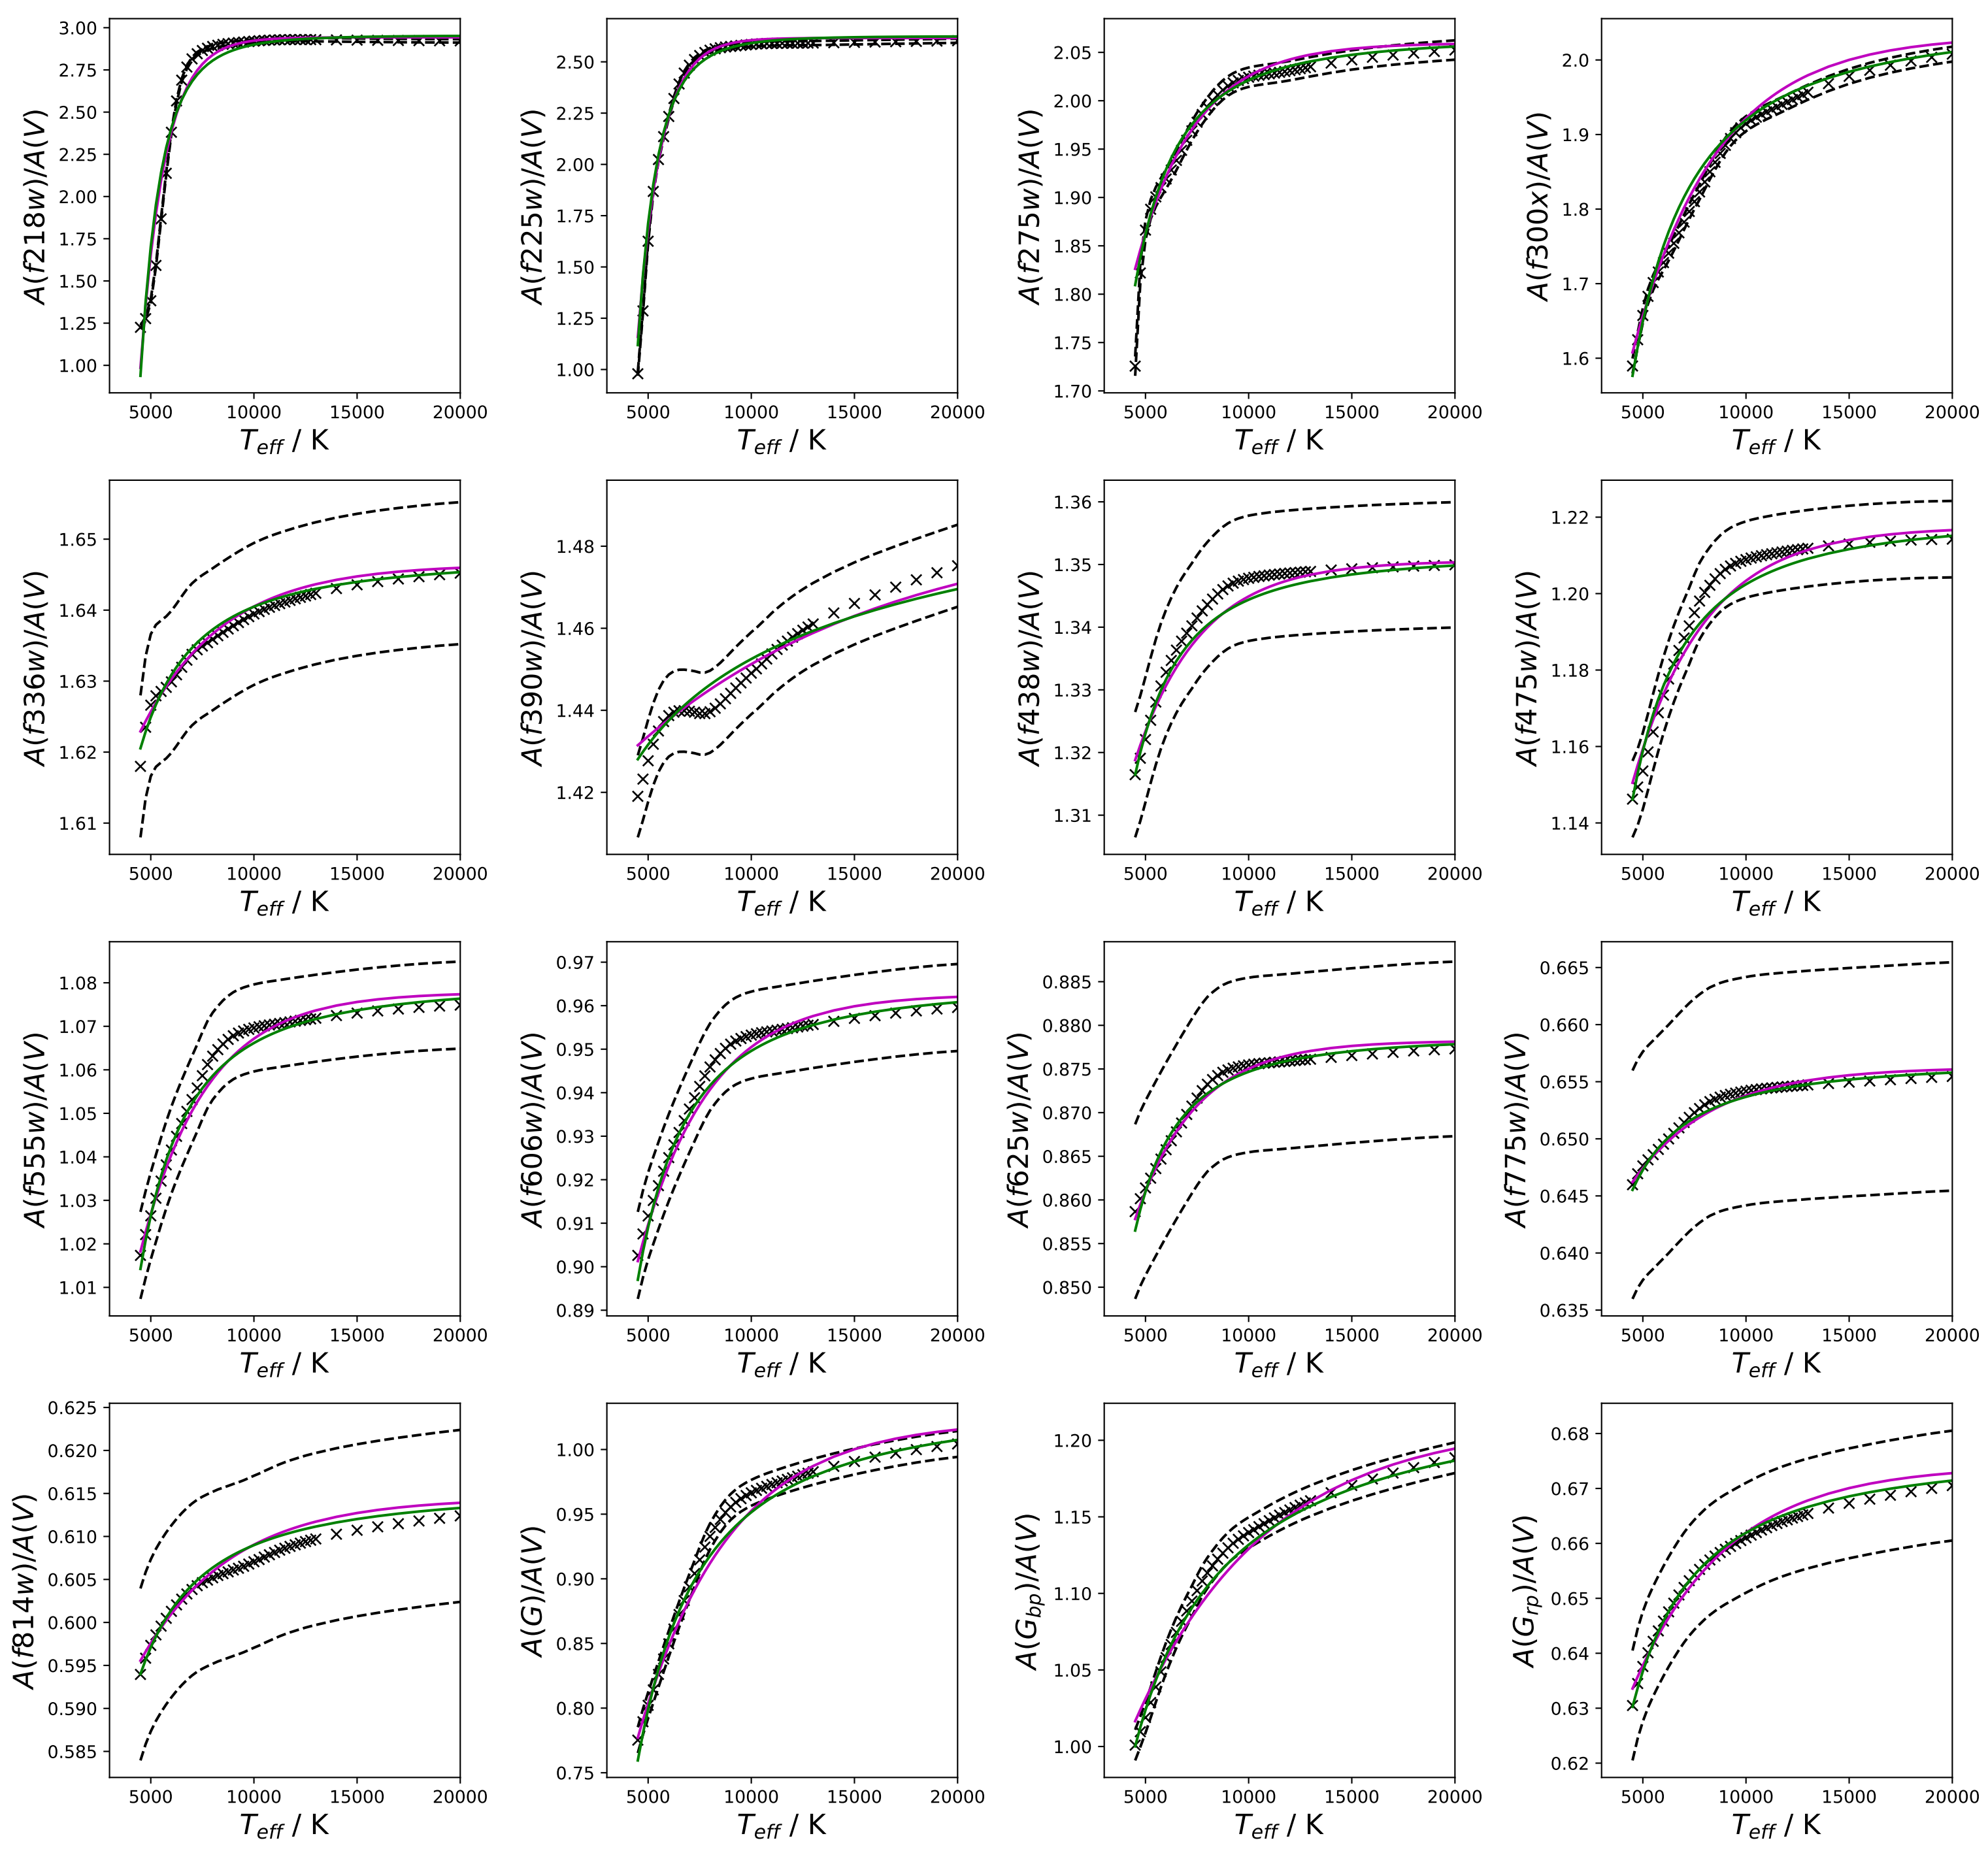 A(f218w)/A(V)
3.00
2.75
2.50
2.25
2.00
1.75
1.50
1.25
1.00
5000 10000 15000 20000
T_eff / K
A(f225w)/A(V)
2.50
2.25
2.00
1.75
1.50
1.25
1.00
5000 10000 15000 20000
T_eff / K
A(f275w)/A(V)
2.05
2.00
1.95
1.90
1.85
1.80
1.75
1.70
5000 10000 15000 20000
T_eff / K
A(f300x)/A(V)
2.0
1.9
1.8
1.7
1.6
5000 10000 15000 20000
T_eff / K
A(f336w)/A(V)
1.65
1.64
1.63
1.62
1.61
5000 10000 15000 20000
T_eff / K
A(f390w)/A(V)
1.48
1.46
1.44
1.42
5000 10000 15000 20000
T_eff / K
A(f438w)/A(V)
1.36
1.35
1.34
1.33
1.32
1.31
5000 10000 15000 20000
T_eff / K
A(f475w)/A(V)
1.22
1.20
1.18
1.16
1.14
5000 10000 15000 20000
T_eff / K
A(f555w)/A(V)
1.08
1.07
1.06
1.05
1.04
1.03
1.02
1.01
5000 10000 15000 20000
T_eff / K
A(f606w)/A(V)
0.97
0.96
0.95
0.94
0.93
0.92
0.91
0.90
0.89
5000 10000 15000 20000
T_eff / K
A(f625w)/A(V)
0.885
0.880
0.875
0.870
0.865
0.860
0.855
0.850
5000 10000 15000 20000
T_eff / K
A(f775w)/A(V)
0.665
0.660
0.655
0.650
0.645
0.640
0.635
5000 10000 15000 20000
T_eff / K
A(f814w)/A(V)
0.625
0.620
0.615
0.610
0.605
0.600
0.595
0.590
0.585
5000 10000 15000 20000
T_eff / K
A(G)/A(V)
1.00
0.95
0.90
0.85
0.80
0.75
5000 10000 15000 20000
T_eff / K
A(G_bp)/A(V)
1.20
1.15
1.10
1.05
1.00
5000 10000 15000 20000
T_eff / K
A(G_rp)/A(V)
0.68
0.67
0.66
0.65
0.64
0.63
0.62
5000 10000 15000 20000
T_eff / K